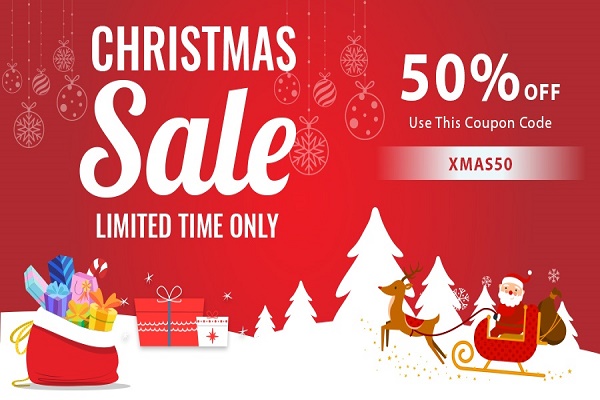 CHRISTMAS
Sale
LIMITED TIME ONLY
50% OFF
Use This Coupon Code
XMAS50